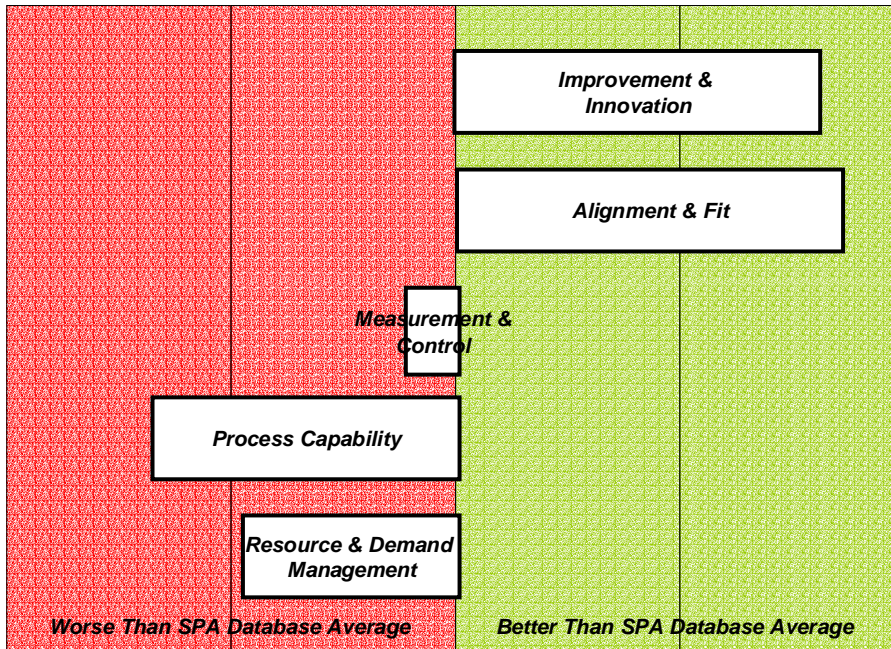 Improvement &
Innovation
Alignment & Fit
Measurement &
Control
Process Capability
Resource & Demand
Management
Worse Than SPA Database Average
Better Than SPA Database Average